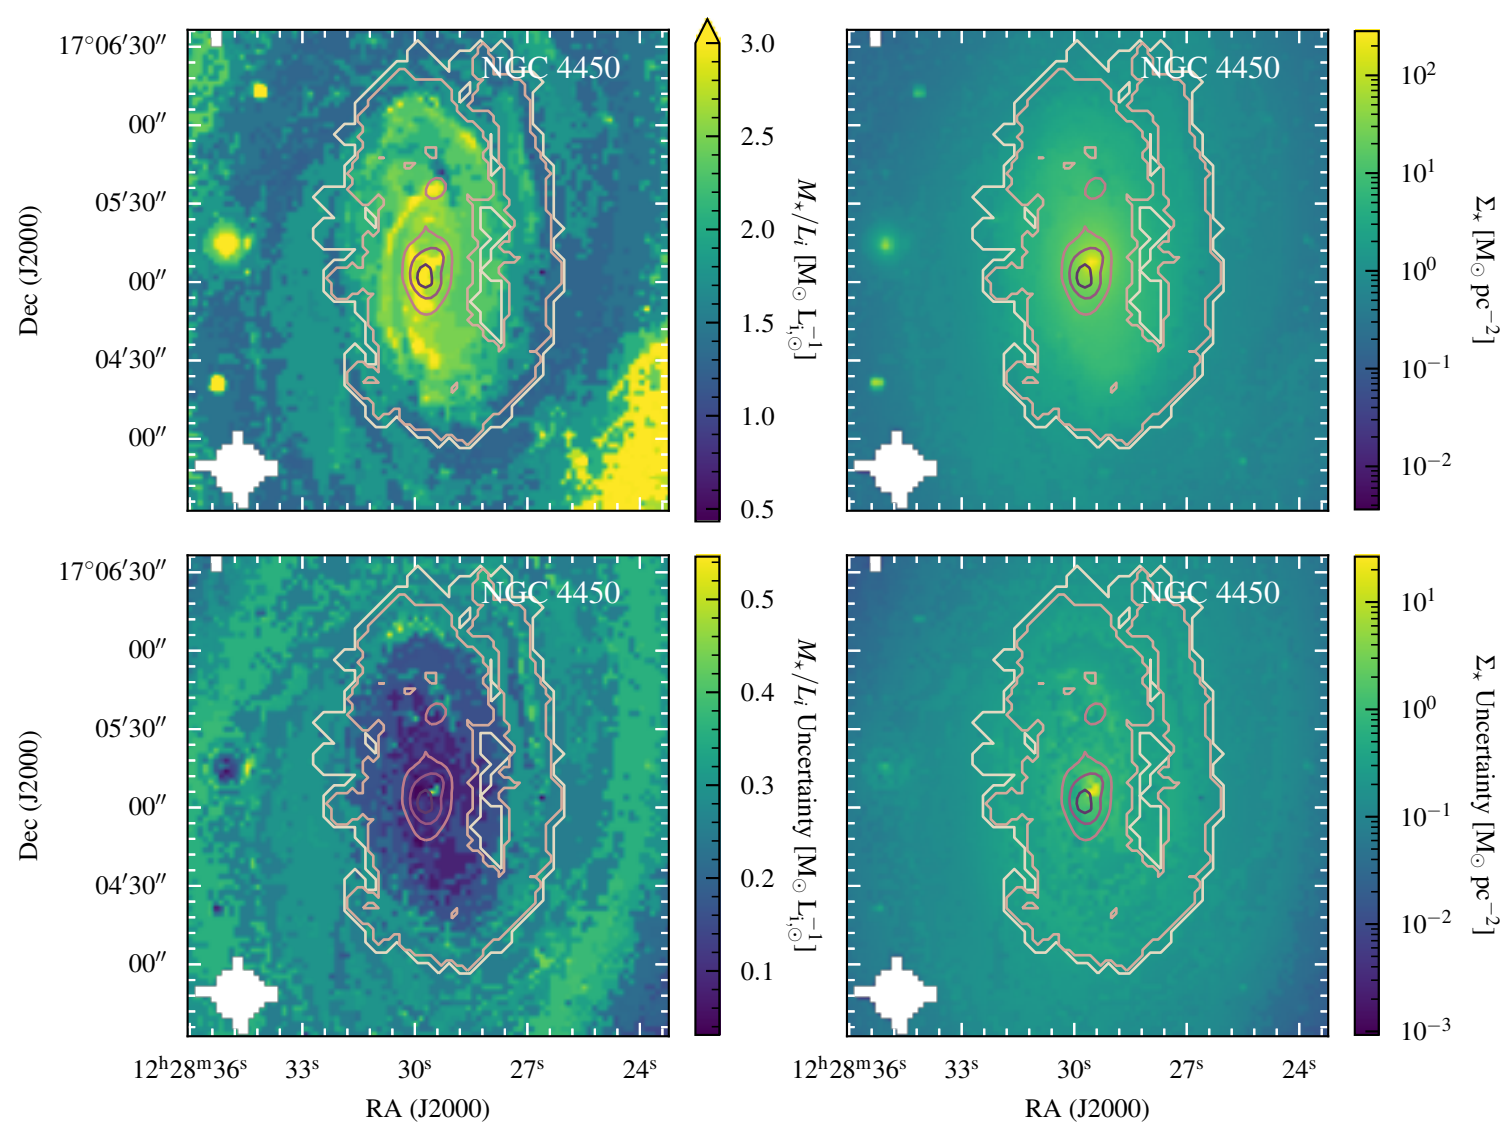 17°06′30″
00″
05′30″
00″
04′30″
00″
Dec (J2000)
NGC 4450
3.0
2.5
2.0
1.5
1.0
0.5
M⋆/Lᵢ [M☉ L⁻¹ᵢ,☉]
NGC 4450
10²
10¹
10⁰
10⁻¹
10⁻²
Σ⋆ [M☉ pc⁻²]
17°06′30″
00″
05′30″
00″
04′30″
00″
Dec (J2000)
NGC 4450
0.5
0.4
0.3
0.2
0.1
M⋆/Lᵢ Uncertainty [M☉ L⁻¹ᵢ,☉]
NGC 4450
10¹
10⁰
10⁻¹
10⁻²
10⁻³
Σ⋆ Uncertainty [M☉ pc⁻²]
12ʰ28ᵐ36ˢ 33ˢ 30ˢ 27ˢ 24ˢ
RA (J2000)
12ʰ28ᵐ36ˢ 33ˢ 30ˢ 27ˢ 24ˢ
RA (J2000)